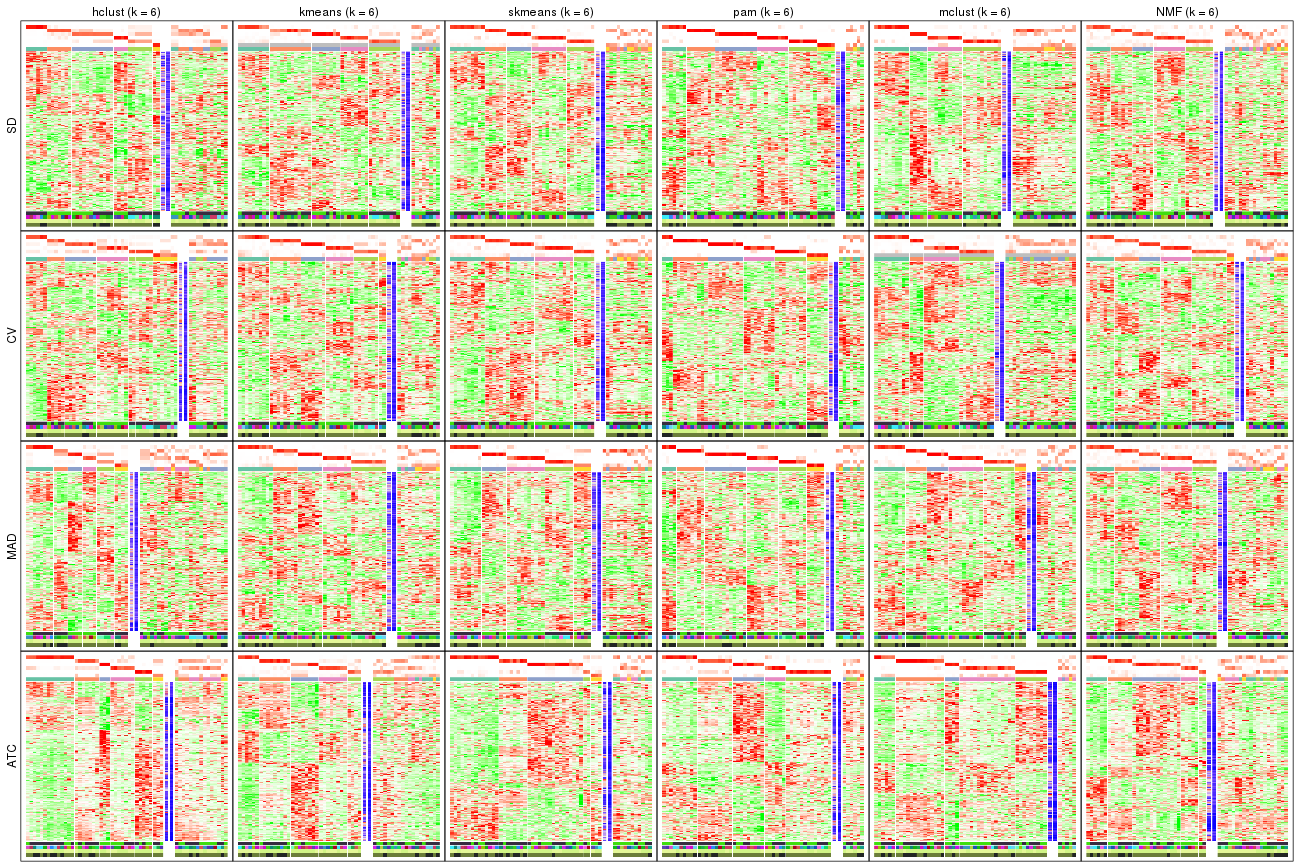 hclust (k = 6)
kmeans (k = 6)
skmeans (k = 6)
pam (k = 6)
mclust (k = 6)
NMF (k = 6)
SD
CV
MAD
ATC